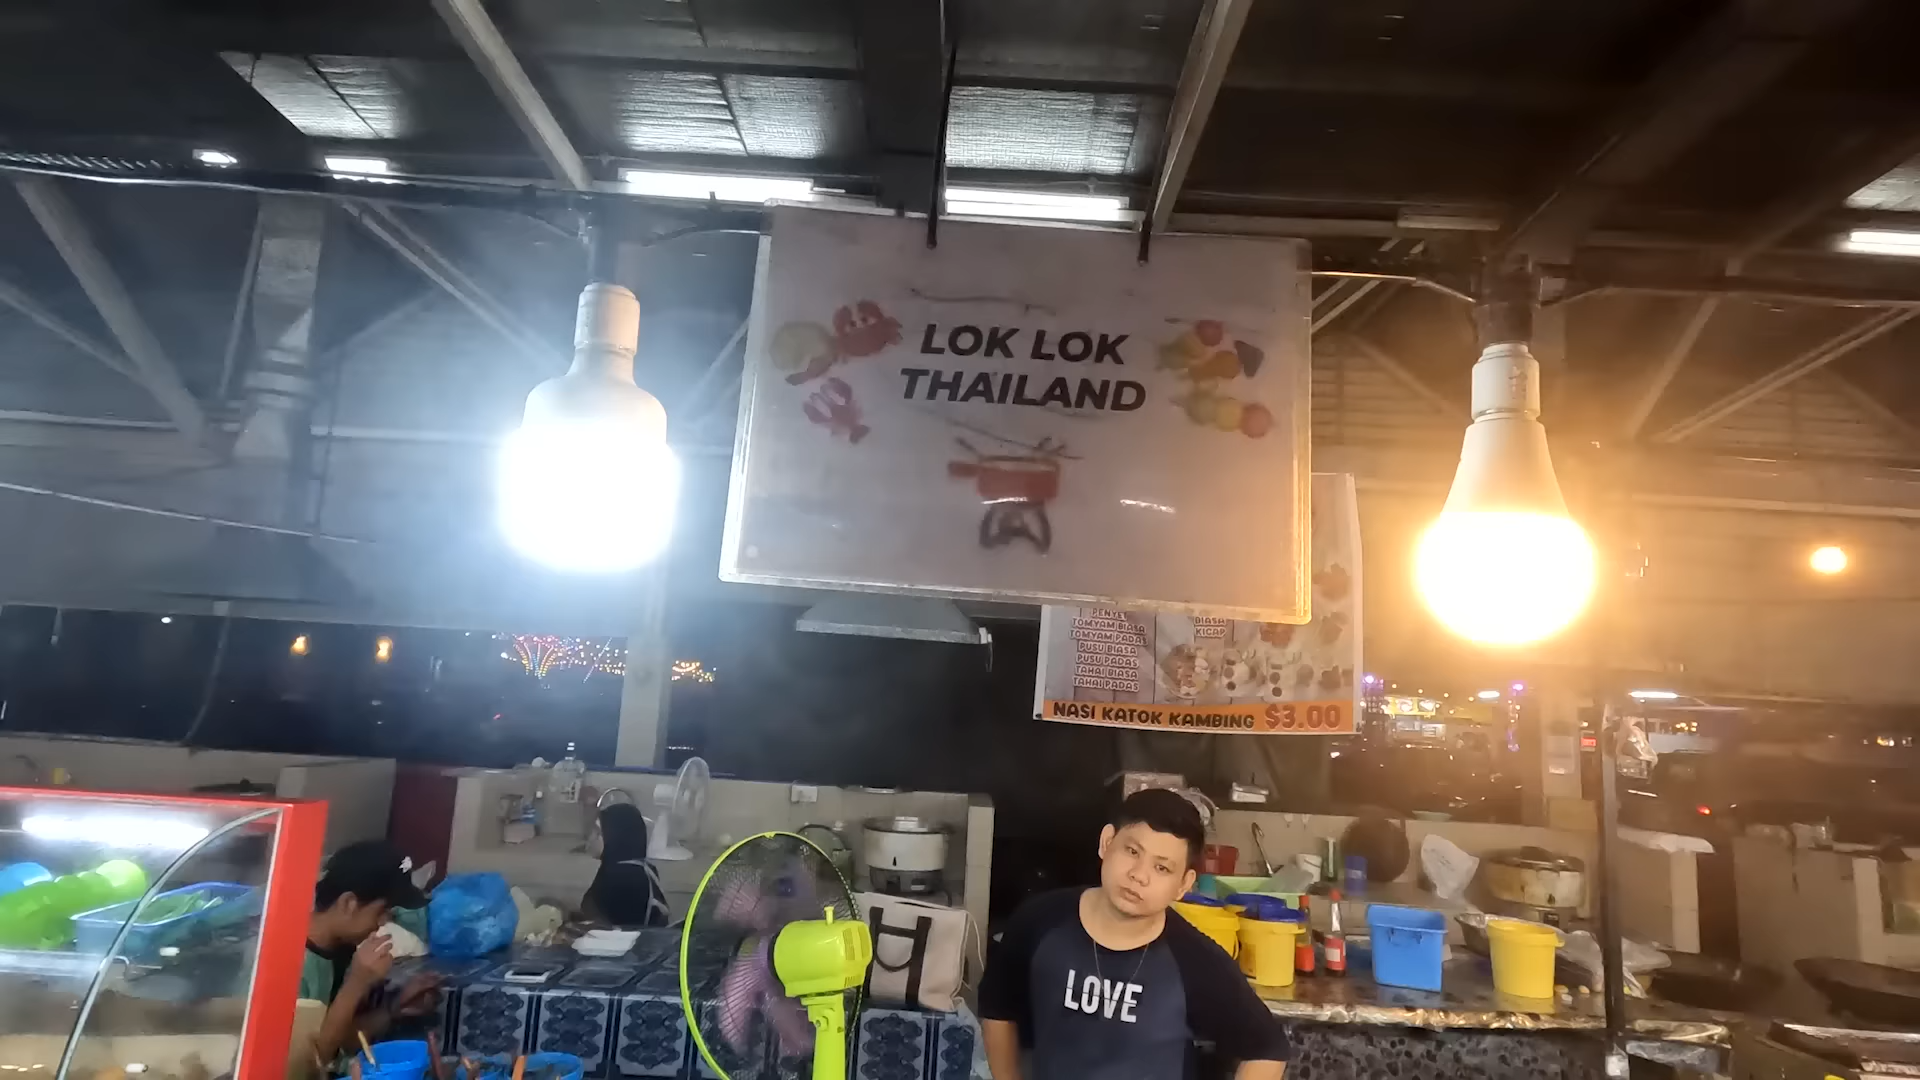 LOK LOK
THAILAND
PENYET
TOMYAM BIASA
TOMYAM PADAS
PUSU BIASA
PUSU PADAS
TAHAI BIASA
TAHAI PADAS
BIASA
KICAP
NASI KATOK KAMBING $3.00
LOVE